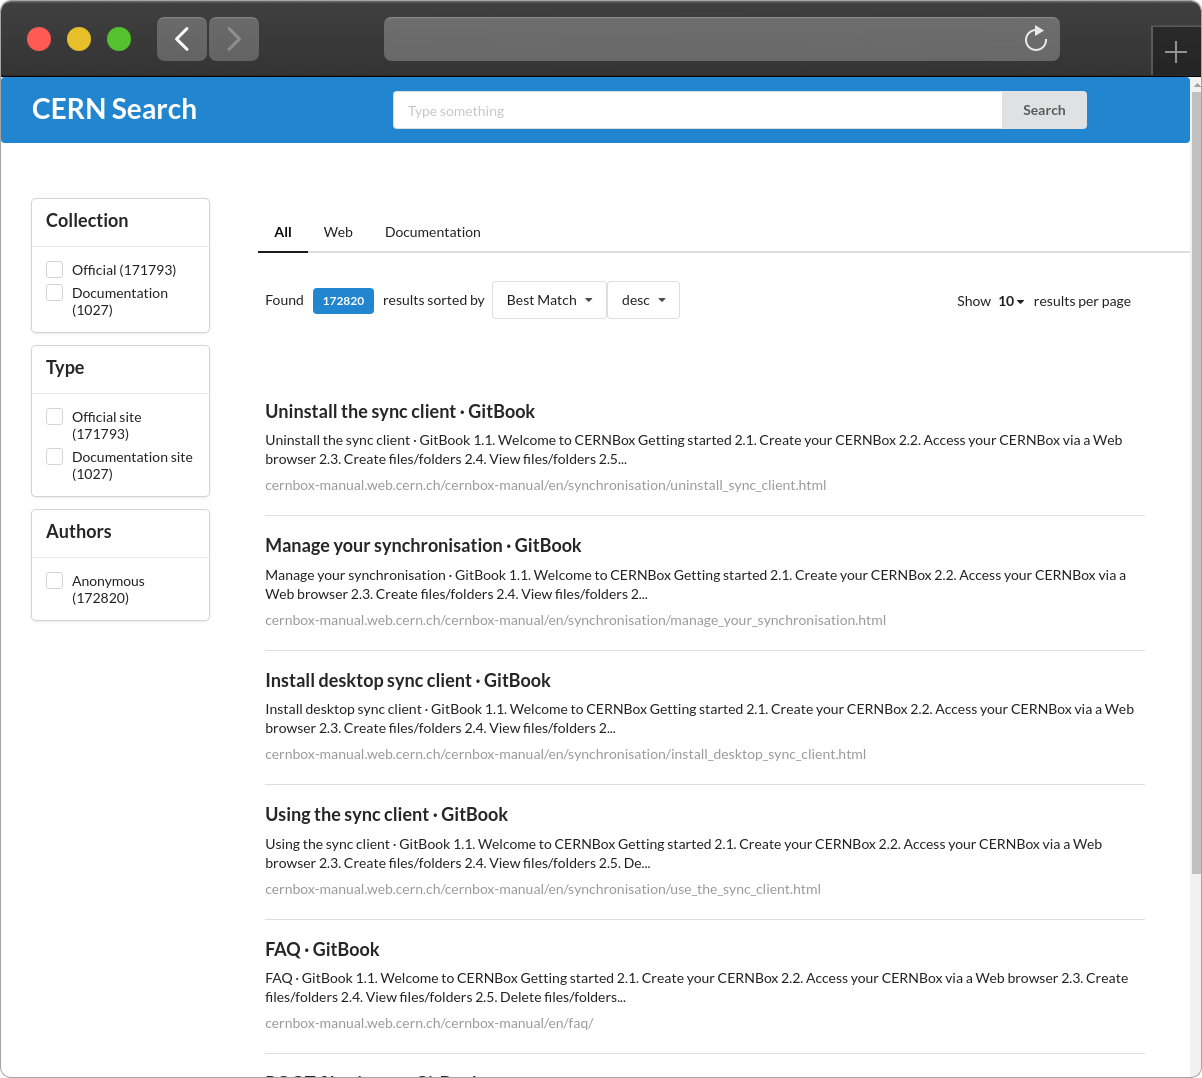 CERN Search
Type something
Search
Collection
Official (171793)
Documentation
(1027)
Type
Official site
(171793)
Documentation site
(1027)
Authors
Anonymous
(172820)
All Web Documentation
Found 172820 results sorted by Best Match desc Show 10 results per page
Uninstall the sync client · GitBook
Uninstall the sync client · GitBook 1.1. Welcome to CERNBox Getting started 2.1. Create your CERNBox 2.2. Access your CERNBox via a Web
browser 2.3. Create files/folders 2.4. View files/folders 2.5...
cernbox-manual.web.cern.ch/cernbox-manual/en/synchronisation/uninstall_sync_client.html
Manage your synchronisation · GitBook
Manage your synchronisation · GitBook 1.1. Welcome to CERNBox Getting started 2.1. Create your CERNBox 2.2. Access your CERNBox via a
Web browser 2.3. Create files/folders 2.4. View files/folders 2...
cernbox-manual.web.cern.ch/cernbox-manual/en/synchronisation/manage_your_synchronisation.html
Install desktop sync client · GitBook
Install desktop sync client · GitBook 1.1. Welcome to CERNBox Getting started 2.1. Create your CERNBox 2.2. Access your CERNBox via a Web
browser 2.3. Create files/folders 2.4. View files/folders 2...
cernbox-manual.web.cern.ch/cernbox-manual/en/synchronisation/install_desktop_sync_client.html
Using the sync client · GitBook
Using the sync client · GitBook 1.1. Welcome to CERNBox Getting started 2.1. Create your CERNBox 2.2. Access your CERNBox via a Web
browser 2.3. Create files/folders 2.4. View files/folders 2.5. De...
cernbox-manual.web.cern.ch/cernbox-manual/en/synchronisation/use_the_sync_client.html
FAQ · GitBook
FAQ · GitBook 1.1. Welcome to CERNBox Getting started 2.1. Create your CERNBox 2.2. Access your CERNBox via a Web browser 2.3. Create
files/folders 2.4. View files/folders 2.5. Delete files/folders...
cernbox-manual.web.cern.ch/cernbox-manual/en/faq/